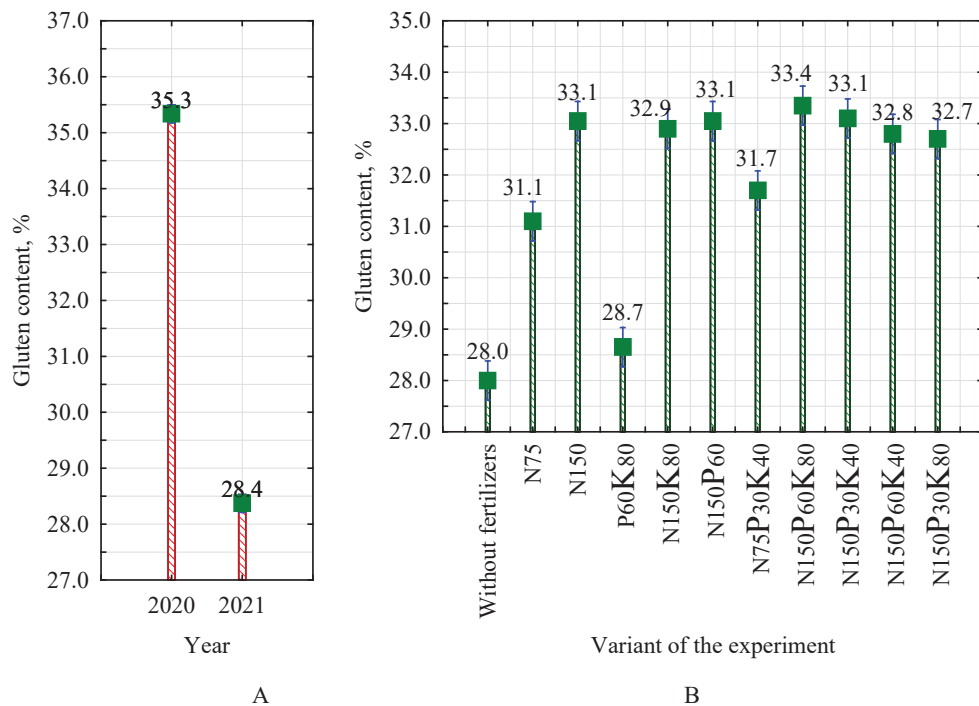 37.0
36.0
35.0
34.0
33.0
32.0
31.0
30.0
29.0
28.0
27.0
Gluten content, %
35.3
28.4
2020 2021
Year
A
35.0
34.0
33.0
32.0
31.0
30.0
29.0
28.0
27.0
Gluten content, %
28.0
31.1
33.1
28.7
32.9
33.1
31.7
33.4
33.1
32.8
32.7
Without fertilizers
N75
N150
P60K80
N150K80
N150P60
N75P30K40
N150P60K80
N150P30K40
N150P60K40
N150P30K80
Variant of the experiment
B